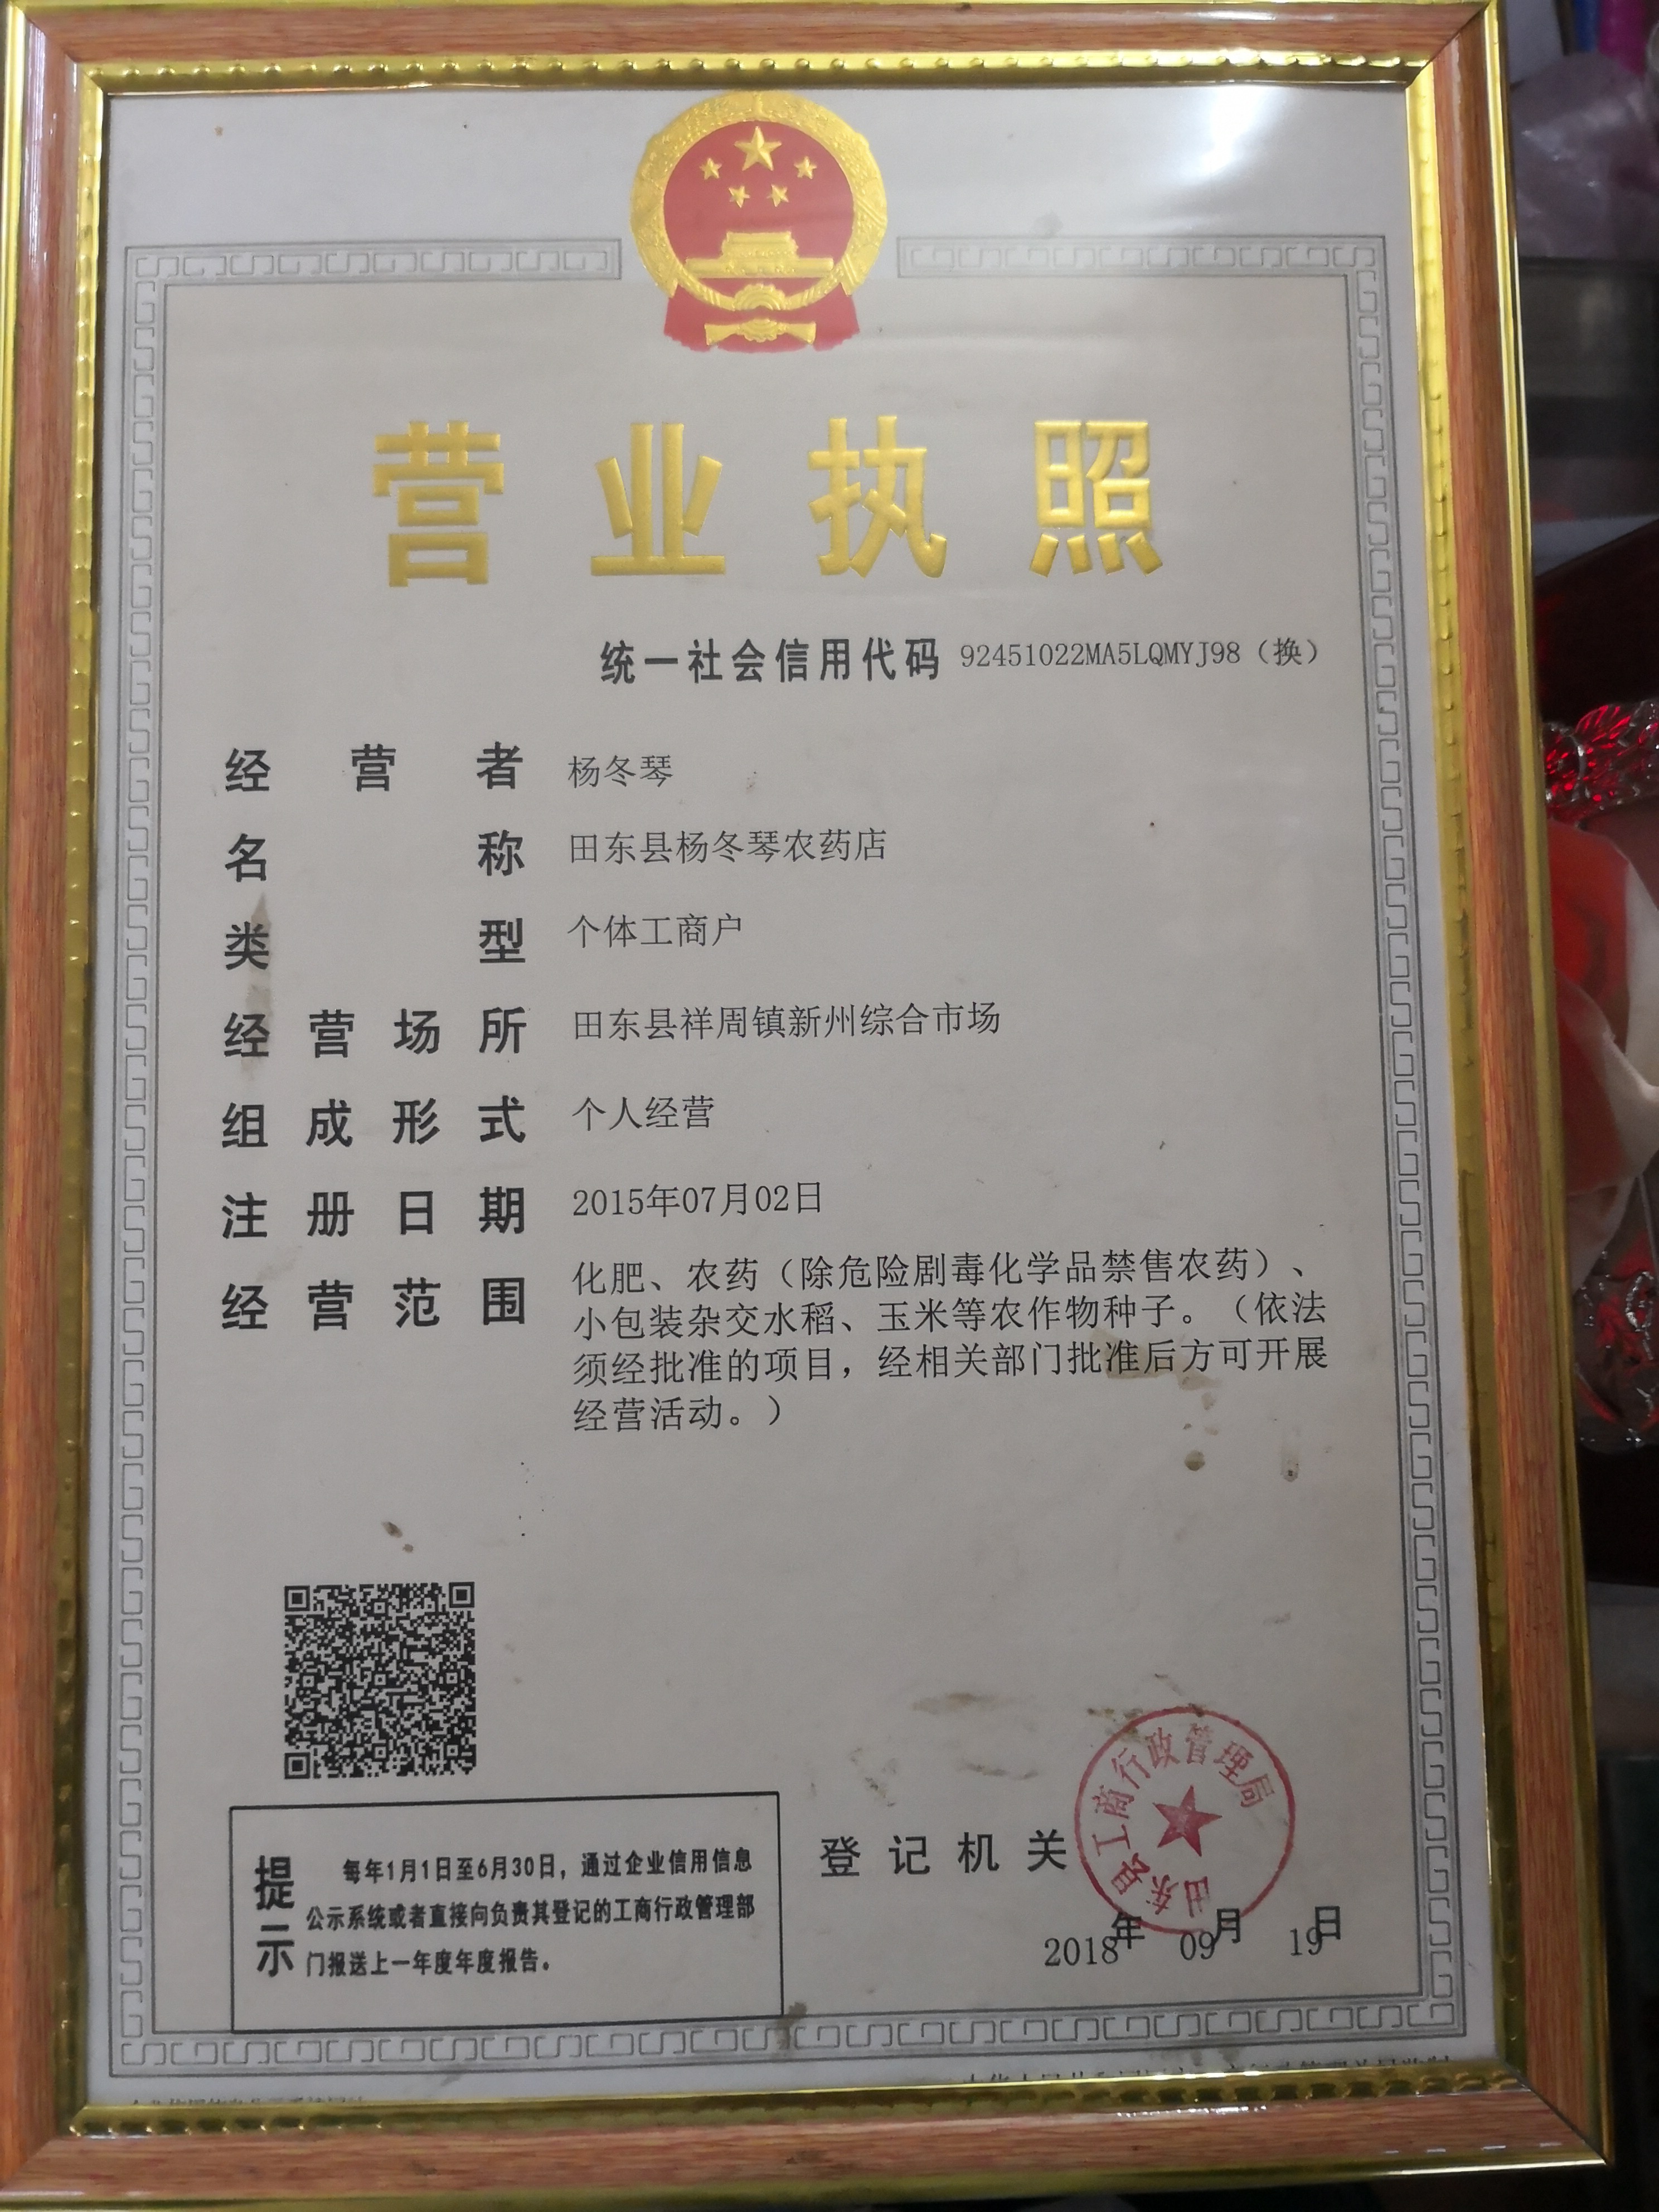 营业执照
统一社会信用代码 92451022MA5LQMYJ98（换）
经营者 杨冬琴
名称 田东县杨冬琴农药店
类型 个体工商户
经营场所 田东县祥周镇新州综合市场
组成形式 个人经营
注册日期 2015年07月02日
经营范围 化肥、农药（除危险剧毒化学品禁售农药）、
小包装杂交水稻、玉米等农作物种子。（依法
须经批准的项目，经相关部门批准后方可开展
经营活动。）
提示 每年1月1日至6月30日，通过企业信用信息
公示系统或者直接向负责其登记的工商行政管理部
门报送上一年度年度报告。
登记机关
田东县工商行政管理局
2018年09月19日